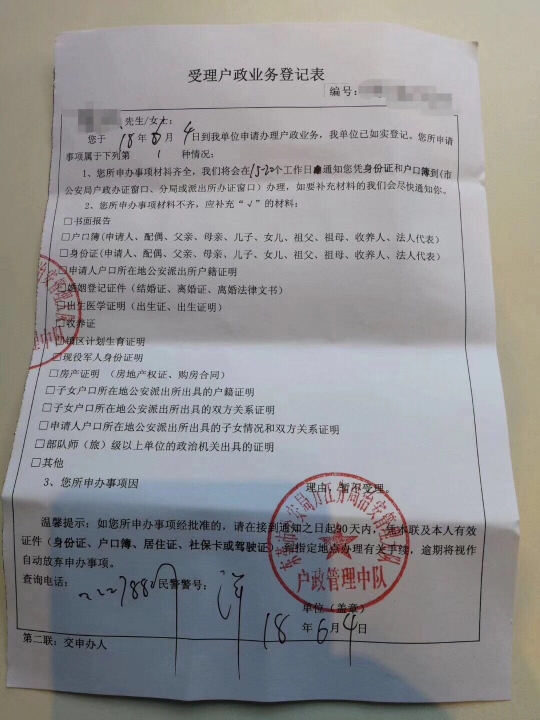 受理户政业务登记表
编号:
先生/女士:
您于 18 年 6 月 4 日到我单位申请办理户政业务，我单位已如实登记。您所申请
事项属于下列第 1 种情况:
1、您所申办事项材料齐全，我们将会在15-20个工作日内通知您凭身份证和户口簿到(市
公安局户政办证窗口、分局或派出所办证窗口）办理，如要补充材料的我们会尽快通知你。
2、您所申办事项材料不齐，应补充“√”的材料:
□书面报告
□户口簿(申请人、配偶、父亲、母亲、儿子、女儿、祖父、祖母、收养人、法人代表)
□身份证(申请人、配偶、父亲、母亲、儿子、女儿、祖父、祖母、收养人、法人代表)
□申请人户口所在地公安派出所户籍证明
□婚姻登记证件（结婚证、离婚证、离婚法律文书)
□出生医学证明（出生证、出生证明)
□收养证
□镇区计划生育证明
□现役军人身份证明
□房产证明 （房地产权证、购房合同)
□子女户口所在地公安派出所出具的户籍证明
□子女户口所在地公安派出所出具的双方关系证明
□申请人户口所在地公安派出所出具的子女情况和双方关系证明
□部队师（旅）级以上单位的政治机关出具的证明
□其他
3、您所申办事项因 理由，暂不受理。
温馨提示: 如您所申办事项经批准的，请在接到通知之日起90天内，凭本联及本人有效
证件（身份证、户口簿、居住证、社保卡或驾驶证）到指定地点办理有关手续，逾期将视作
自动放弃申办事项。
查询电话: 民警警号:
户政管理中队
单位（盖章）
18 年 6 月 4 日
第二联: 交申办人